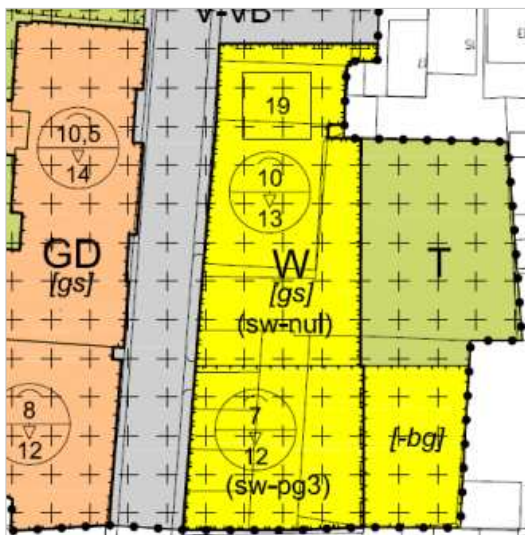 V-VB
19
10,5
14
10
13
GD
[gs]
W
[gs]
(sw-nul)
T
8
12
7
12
(sw-pg3)
[-bg]